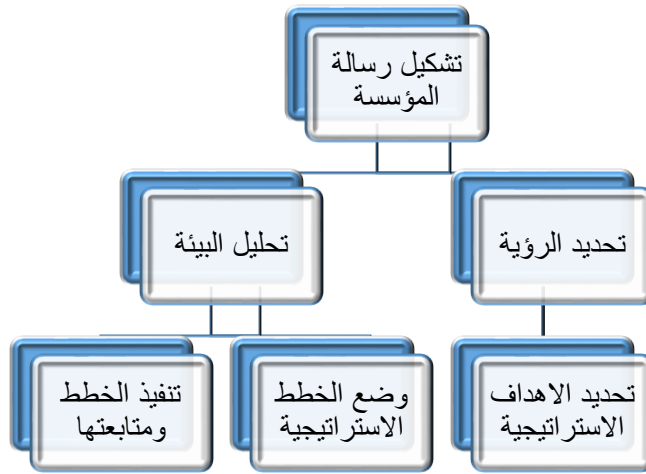 تشكيل رسالة
المؤسسة
تحديد الرؤية
تحليل البيئة
تحديد الاهداف
الاستراتيجية
وضع الخطط
الاستراتيجية
تنفيذ الخطط
ومتابعتها